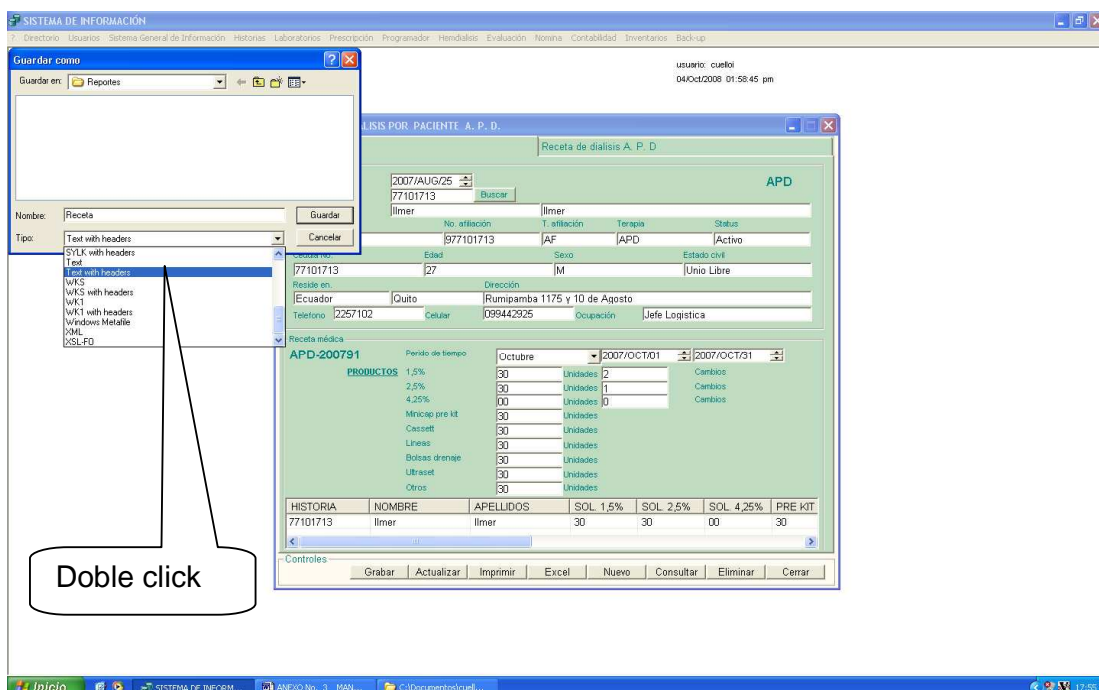 SISTEMA DE INFORMACIÓN
? Directorio Usuarios Sistema General de Información Historias Laboratorios Prescripción Programador Hemdialisis Evaluación Nomina Contabilidad Inventarios Back-up
Guardar como
Guardar en: Reportes
Nombre: Receta Guardar
Tipo: Text with headers Cancelar
SYLK with headers
Text
Text with headers
WKS
WKS with headers
WK1
WK1 with headers
Windows Metafile
XML
XSL-FO
usuario: cuelloi
04/Oct/2008 01:58:45 pm
LISIS POR PACIENTE A. P. D.
Receta de dialisis A. P. D
2007/AUG/25 APD
77101713 Buscar
Ilmer Ilmer
No. afiliación T. afiliación Terapia Status
977101713 AF APD Activo
Cedula No. Edad Sexo Estado civil
77101713 27 M Unio Libre
Reside en. Dirección
Ecuador Quito Rumipamba 1175 y 10 de Agosto
Telefono 2257102 Celular 099442925 Ocupación Jefe Logistica
Receta médica
APD-200791 Perido de tiempo Octubre 2007/OCT/01 2007/OCT/31
PRODUCTOS 1,5% 30 Unidades 2 Cambios
2,5% 30 Unidades 1 Cambios
4,25% 00 Unidades 0 Cambios
Minicap pre kit 30 Unidades
Cassett 30 Unidades
Lineas 30 Unidades
Bolsas drenaje 30 Unidades
Ultraset 30 Unidades
Otros 30 Unidades
HISTORIA NOMBRE APELLIDOS SOL. 1,5% SOL. 2,5% SOL. 4,25% PRE KIT
77101713 Ilmer Ilmer 30 30 00 30
Controles
Grabar Actualizar Imprimir Excel Nuevo Consultar Eliminar Cerrar
Doble click
Inicio SISTEMA DE INFORM... ANEXO No. 3 MAN... C:\Documentos\cuell... 17:55